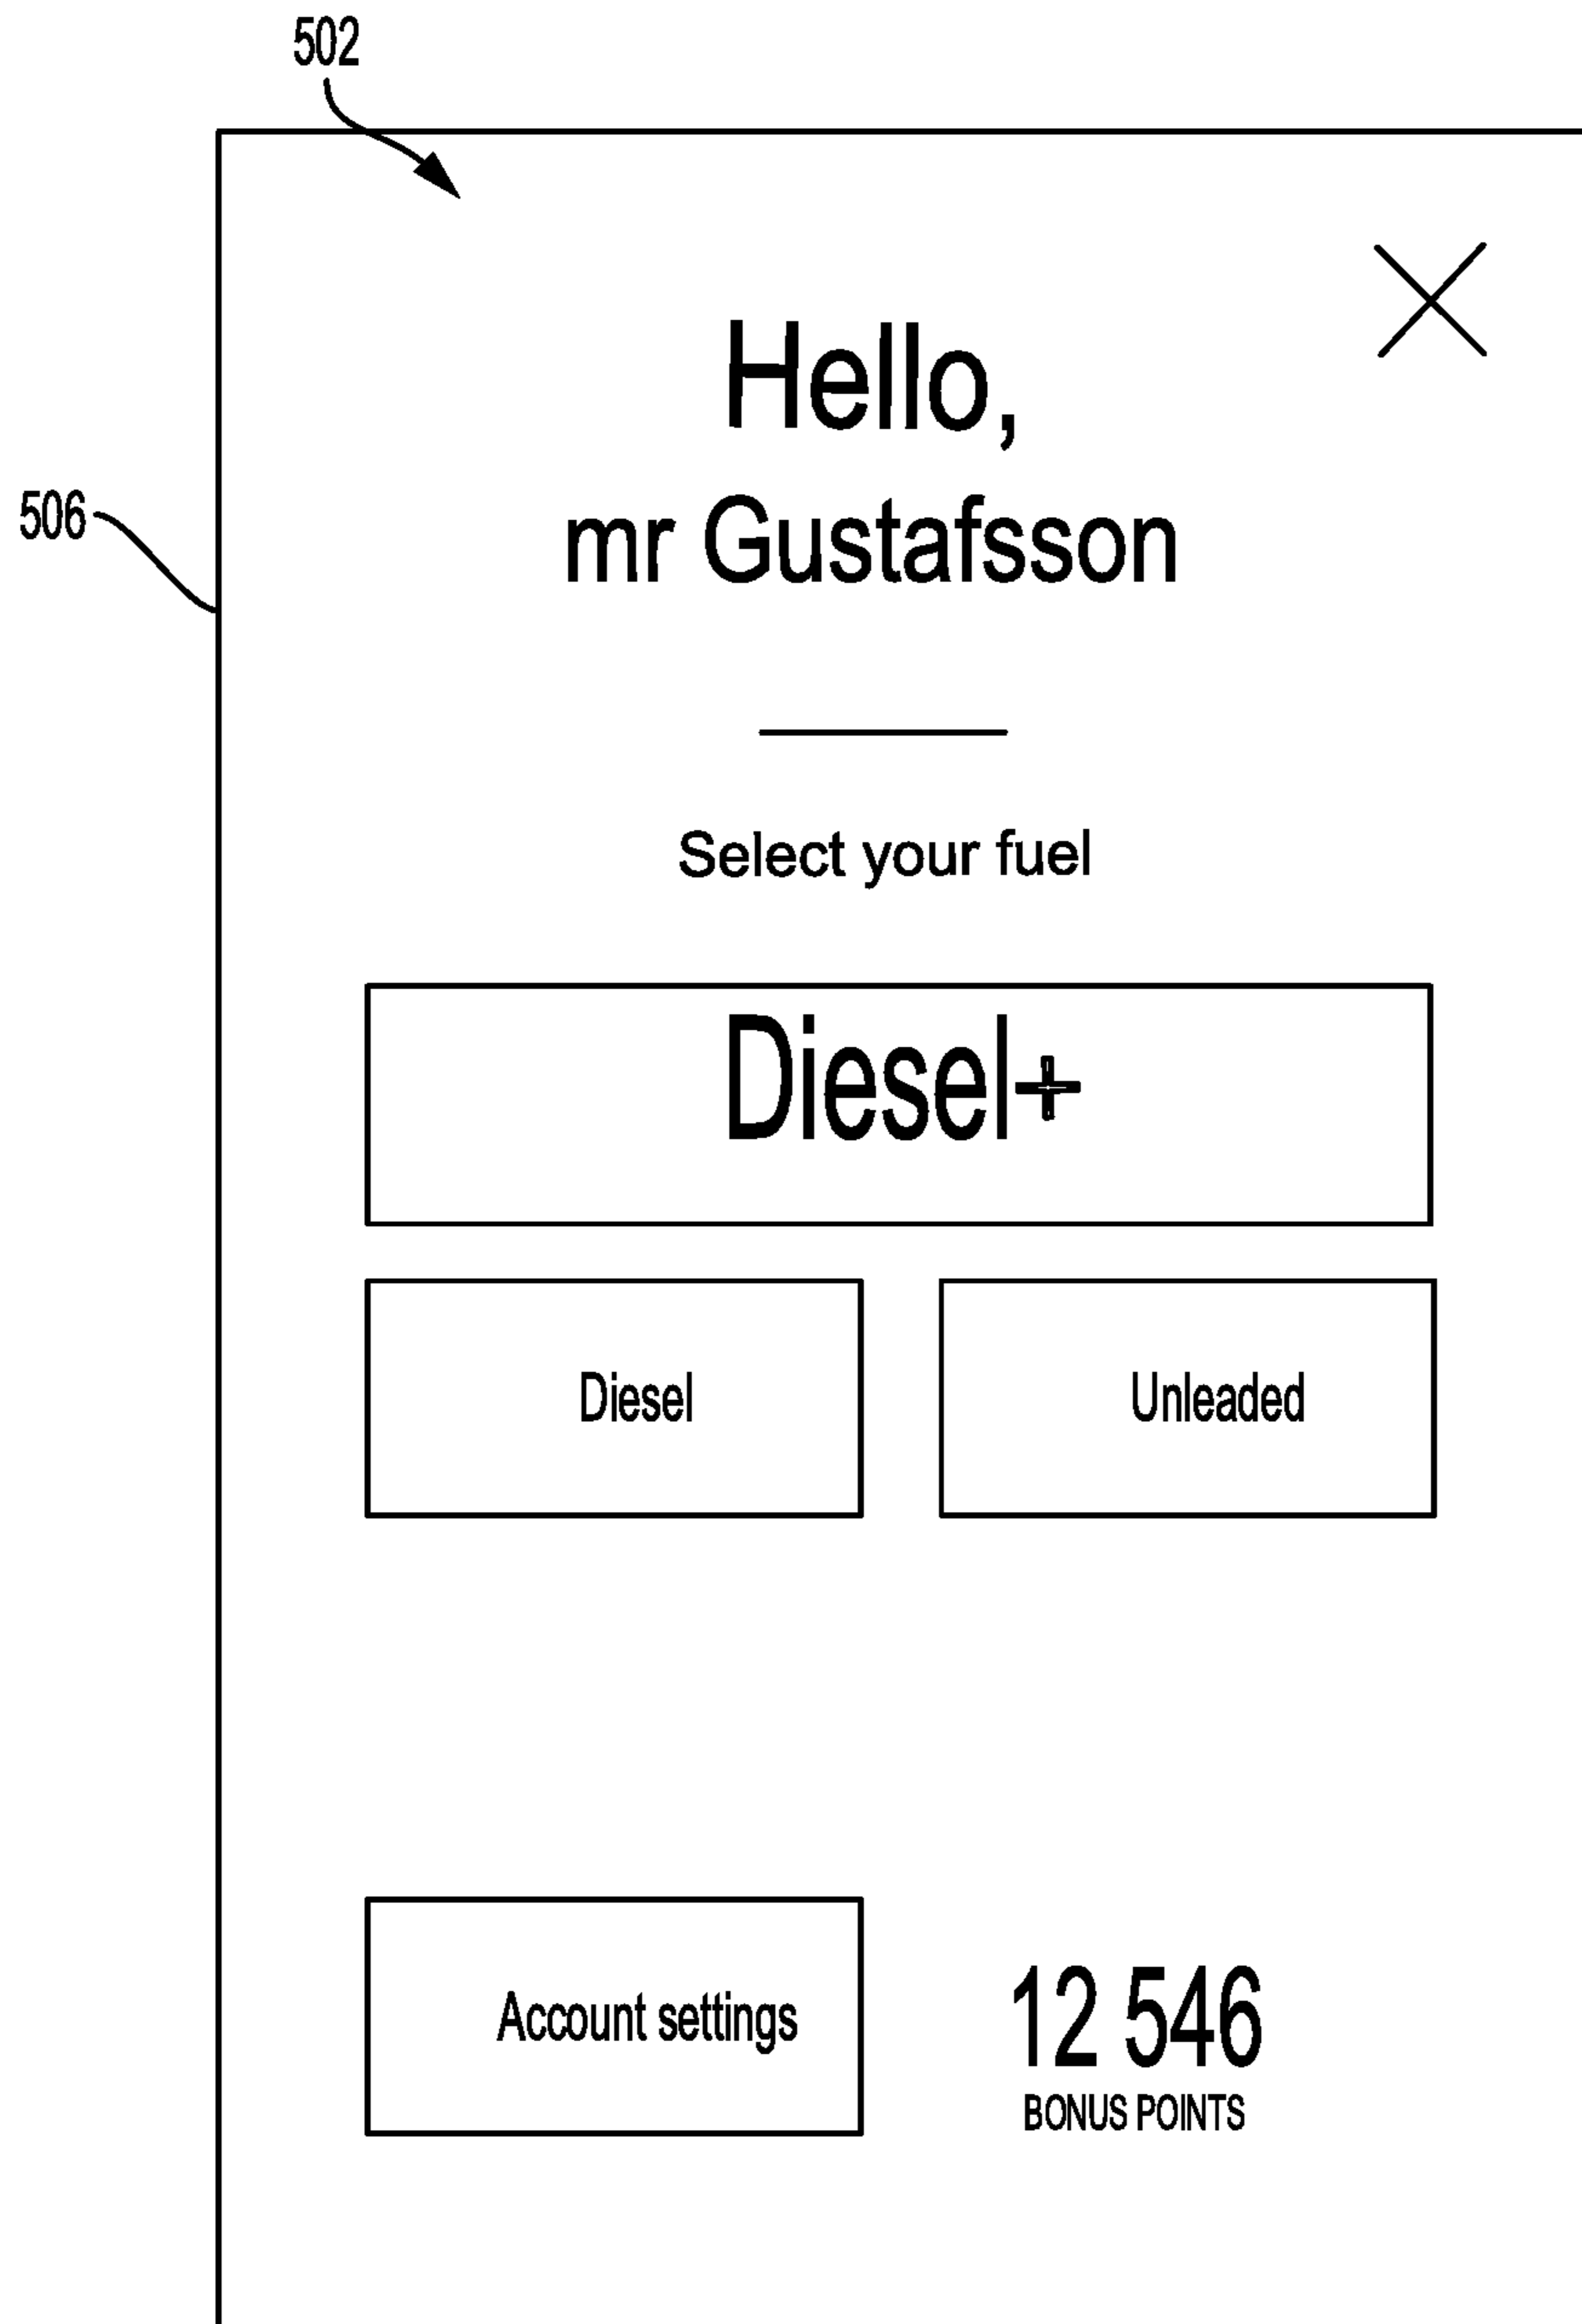 502
Hello,
506
mr Gustafsson
Select your fuel
Diesel+
Diesel
Unleaded
Account settings
12 546
BONUS POINTS